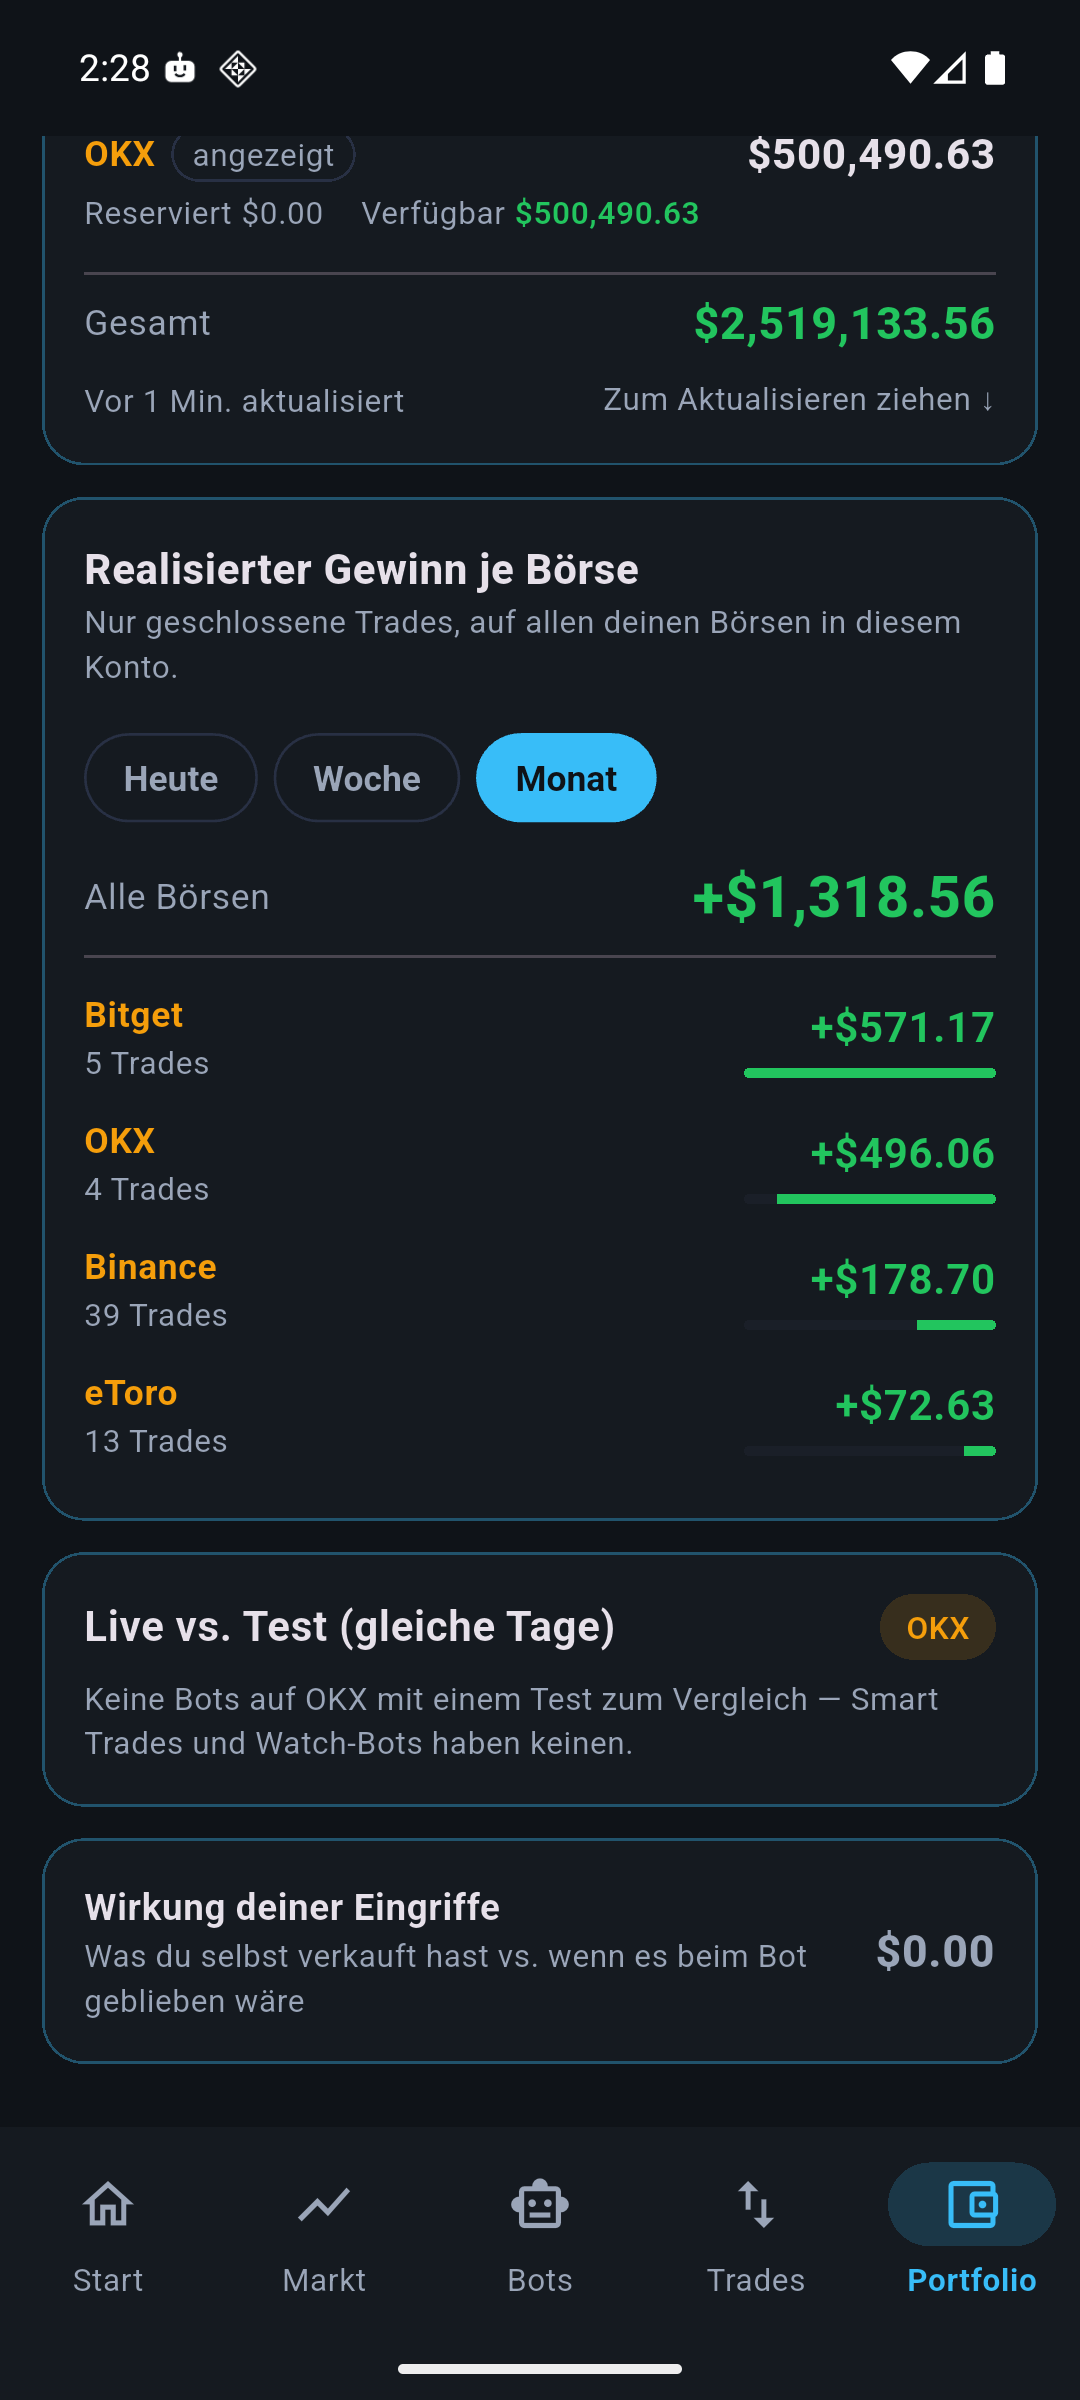 2:28
OKX angezeigt $500,490.63
Reserviert $0.00 Verfügbar $500,490.63
Gesamt $2,519,133.56
Vor 1 Min. aktualisiert Zum Aktualisieren ziehen ↓
Realisierter Gewinn je Börse
Nur geschlossene Trades, auf allen deinen Börsen in diesem
Konto.
Heute Woche Monat
Alle Börsen +$1,318.56
Bitget +$571.17
5 Trades
OKX +$496.06
4 Trades
Binance +$178.70
39 Trades
eToro +$72.63
13 Trades
Live vs. Test (gleiche Tage) OKX
Keine Bots auf OKX mit einem Test zum Vergleich — Smart
Trades und Watch-Bots haben keinen.
Wirkung deiner Eingriffe
Was du selbst verkauft hast vs. wenn es beim Bot
geblieben wäre
$0.00
Start Markt Bots Trades Portfolio